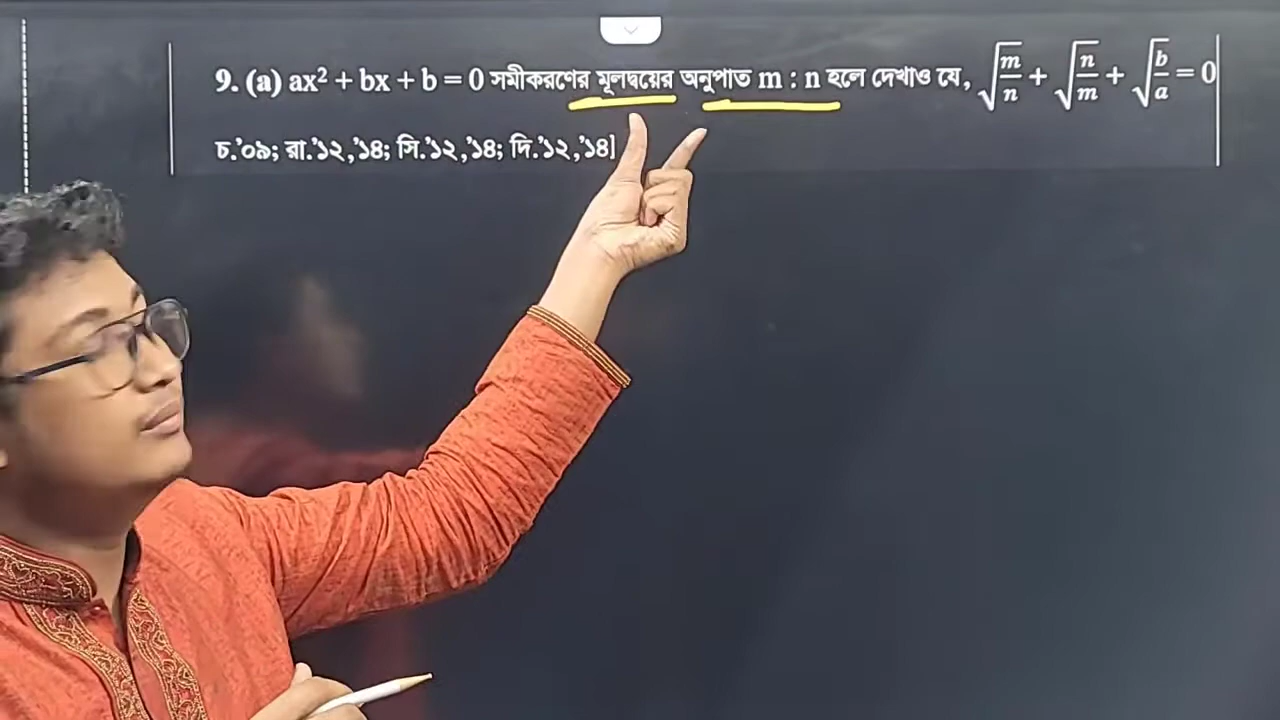 9. (a) ax² + bx + b = 0 সমীকরণের মূলদ্বয়ের অনুপাত m : n হলে দেখাও যে, √(m/n) + √(n/m) + √(b/a) = 0
চ.'০৯; রা.'১২,'১৪; সি.'১২,'১৪; দি.'১২,'১৪]